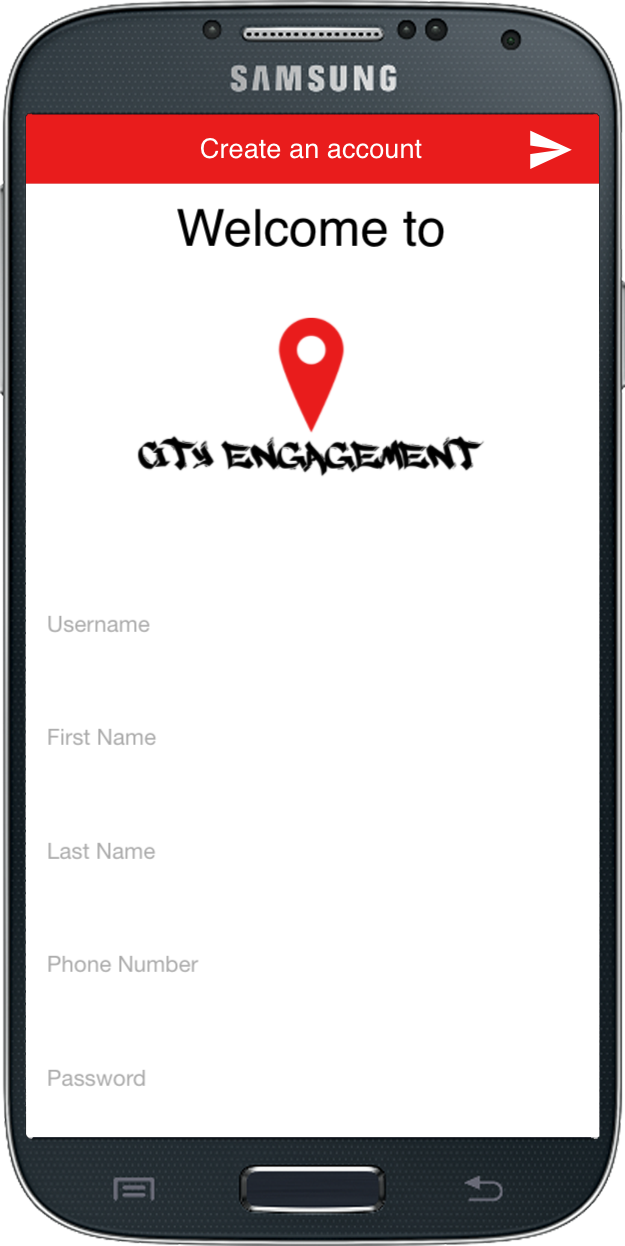 SAMSUNG
Create an account
Welcome to
CITY ENGAGEMENT
Username
First Name
Last Name
Phone Number
Password